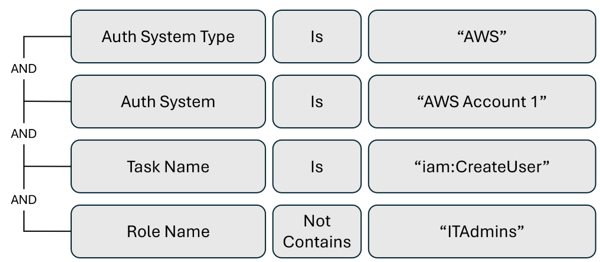 Auth System Type Is “AWS”
AND
Auth System Is “AWS Account 1”
AND
Task Name Is “iam:CreateUser”
AND
Role Name Not Contains “ITAdmins”